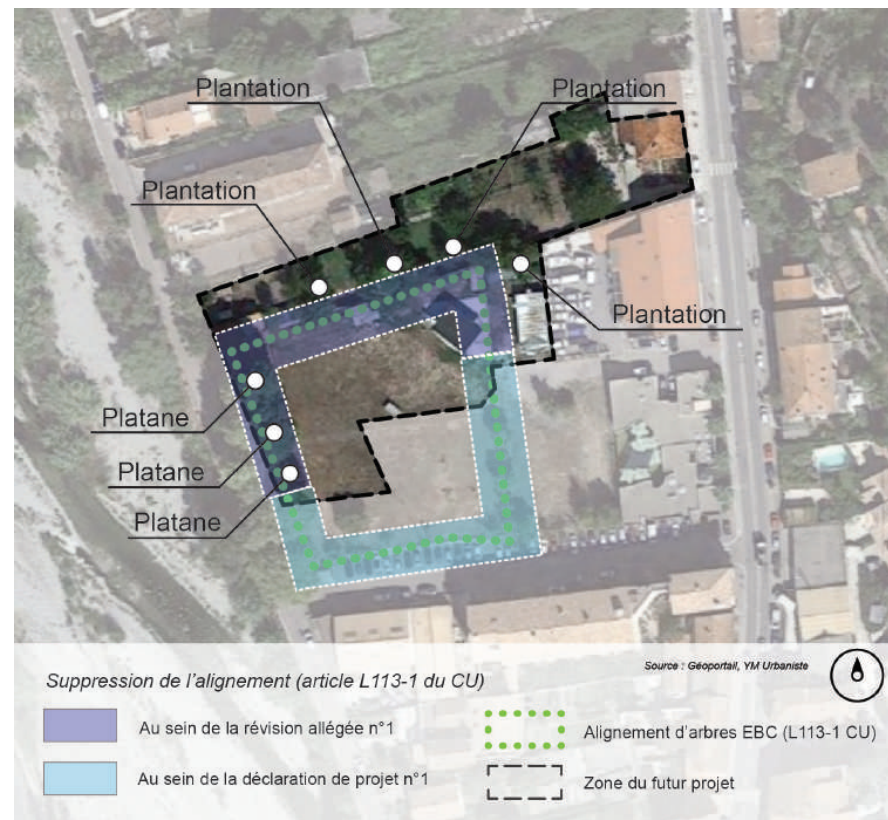 Plantation
Plantation
Plantation
Plantation
Platane
Platane
Platane
Source : Géoportail, YM Urbaniste
Suppression de l'alignement (article L113-1 du CU)
Au sein de la révision allégée n°1
Alignement d'arbres EBC (L113-1 CU)
Au sein de la déclaration de projet n°1
Zone du futur projet